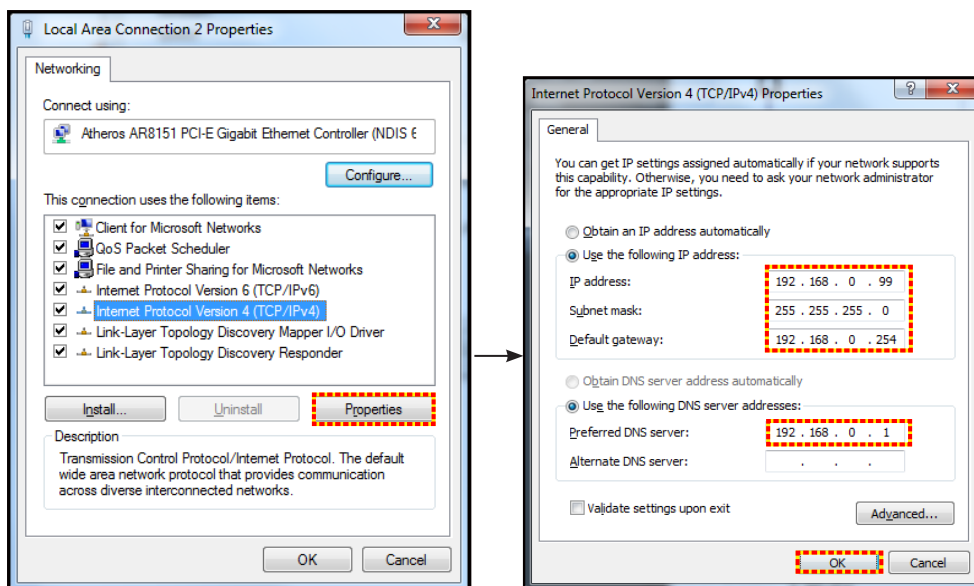 Local Area Connection 2 Properties
Networking
Connect using:
Atheros AR8151 PCI-E Gigabit Ethernet Controller (NDIS 6
Configure...
This connection uses the following items:
Client for Microsoft Networks
QoS Packet Scheduler
File and Printer Sharing for Microsoft Networks
Internet Protocol Version 6 (TCP/IPv6)
Internet Protocol Version 4 (TCP/IPv4)
Link-Layer Topology Discovery Mapper I/O Driver
Link-Layer Topology Discovery Responder
Install... Uninstall Properties
Description
Transmission Control Protocol/Internet Protocol. The default
wide area network protocol that provides communication
across diverse interconnected networks.
OK Cancel
Internet Protocol Version 4 (TCP/IPv4) Properties
General
You can get IP settings assigned automatically if your network supports
this capability. Otherwise, you need to ask your network administrator
for the appropriate IP settings.
Obtain an IP address automatically
Use the following IP address:
IP address: 192 . 168 . 0 . 99
Subnet mask: 255 . 255 . 255 . 0
Default gateway: 192 . 168 . 0 . 254
Obtain DNS server address automatically
Use the following DNS server addresses:
Preferred DNS server: 192 . 168 . 0 . 1
Alternate DNS server: . . .
Validate settings upon exit
Advanced...
OK Cancel